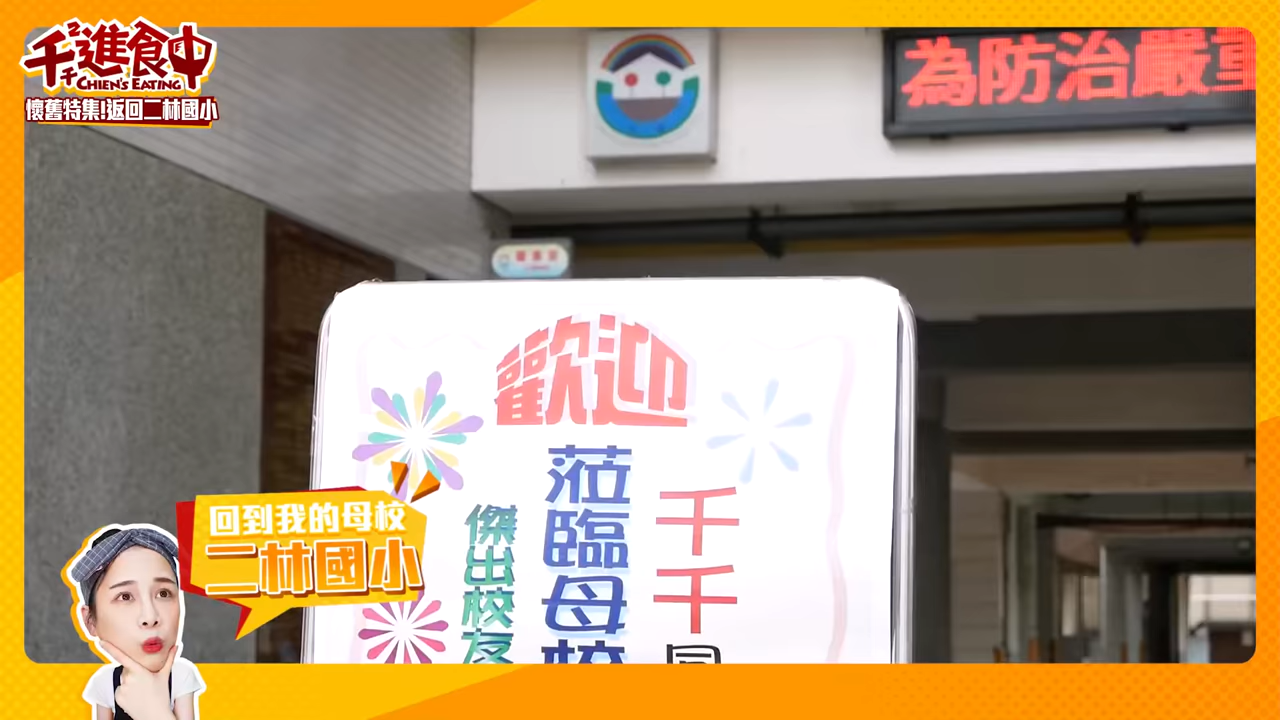 千千進食中
CHIEN'S EATING
懷舊特集!返回二林國小
為防治嚴重
歡迎
千千
蒞臨母校
傑出校友
回到我的母校
二林國小